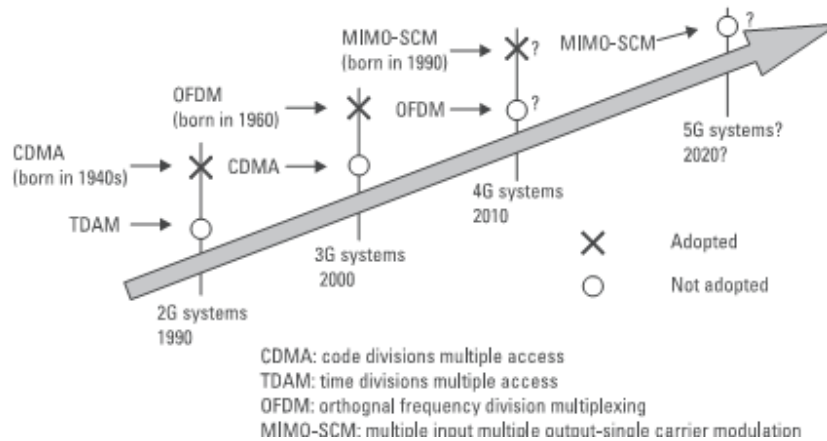 MIMO-SCM
(born in 1990)
?
MIMO-SCM
?
OFDM
(born in 1960)
OFDM
?
5G systems?
2020?
CDMA
(born in 1940s)
CDMA
4G systems
2010
TDAM
3G systems
2000
Adopted
Not adopted
2G systems
1990
CDMA: code divisions multiple access
TDAM: time divisions multiple access
OFDM: orthognal frequency division multiplexing
MIMO-SCM: multiple input multiple output-single carrier modulation